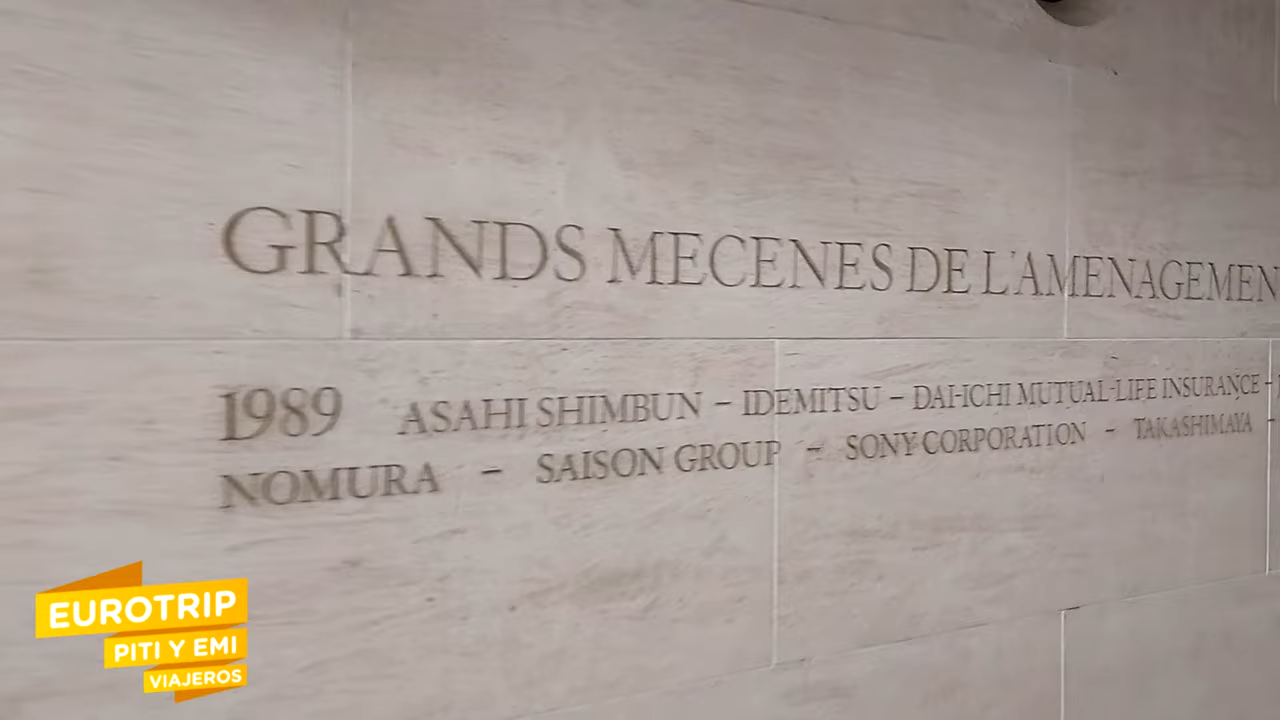 GRANDS MECENES DE L'AMENAGEMEN
1989 ASAHI SHIMBUN – IDEMITSU – DAI-ICHI MUTUAL-LIFE INSURANCE –
NOMURA – SAISON GROUP – SONY-CORPORATION – TAKASHIMAYA –
EUROTRIP
PITI Y EMI
VIAJEROS